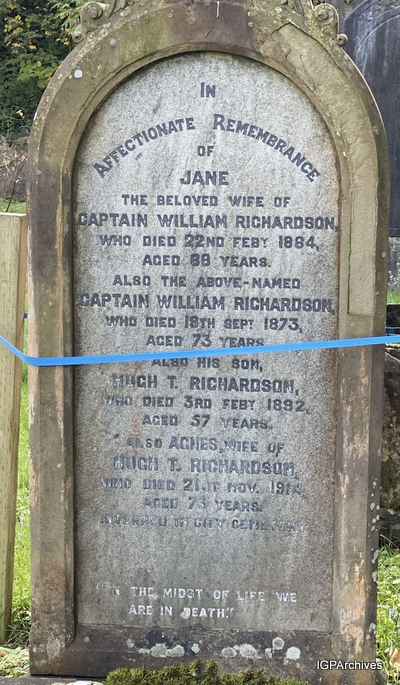 IN
AFFECTIONATE REMEMBRANCE
OF
JANE
THE BELOVED WIFE OF
CAPTAIN WILLIAM RICHARDSON,
WHO DIED 22ND FEBY 1864,
AGED 68 YEARS.
ALSO THE ABOVE-NAMED
CAPTAIN WILLIAM RICHARDSON,
WHO DIED 19TH SEPT 1873,
AGED 73 YEARS
ALSO HIS SON,
HUGH T. RICHARDSON,
WHO DIED 3RD FEBY 1892,
AGED 57 YEARS.
ALSO AGNES, WIFE OF
HUGH T. RICHARDSON,
WHO DIED 21ST NOV. 1914,
AGED 73 YEARS.
INTERRED IN CITY CEMETERY
"IN THE MIDST OF LIFE WE
ARE IN DEATH."
IGPArchives